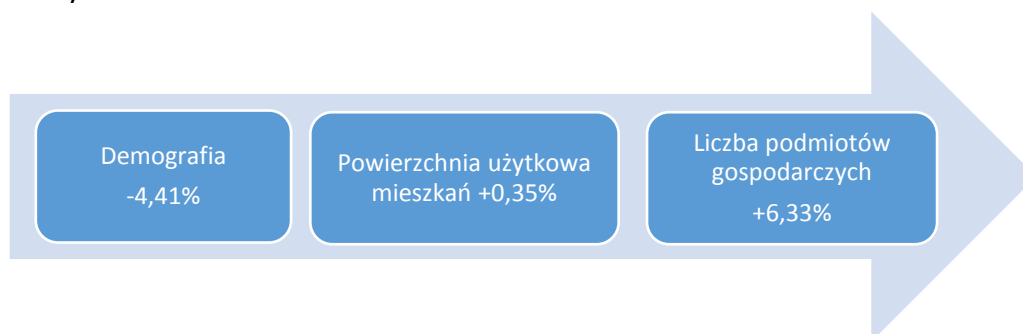 Demografia
-4,41%
Powierzchnia użytkowa
mieszkań +0,35%
Liczba podmiotów
gospodarczych
+6,33%